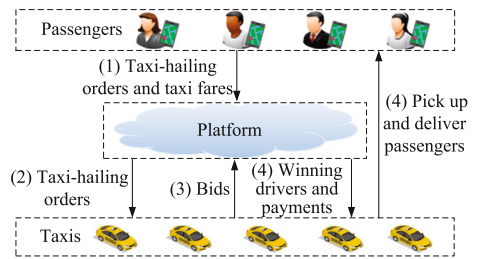 Passengers
(1) Taxi-hailing
orders and taxi fares
(4) Pick up
and deliver
passengers
Platform
(2) Taxi-hailing
orders
(3) Bids
(4) Winning
drivers and
payments
Taxis